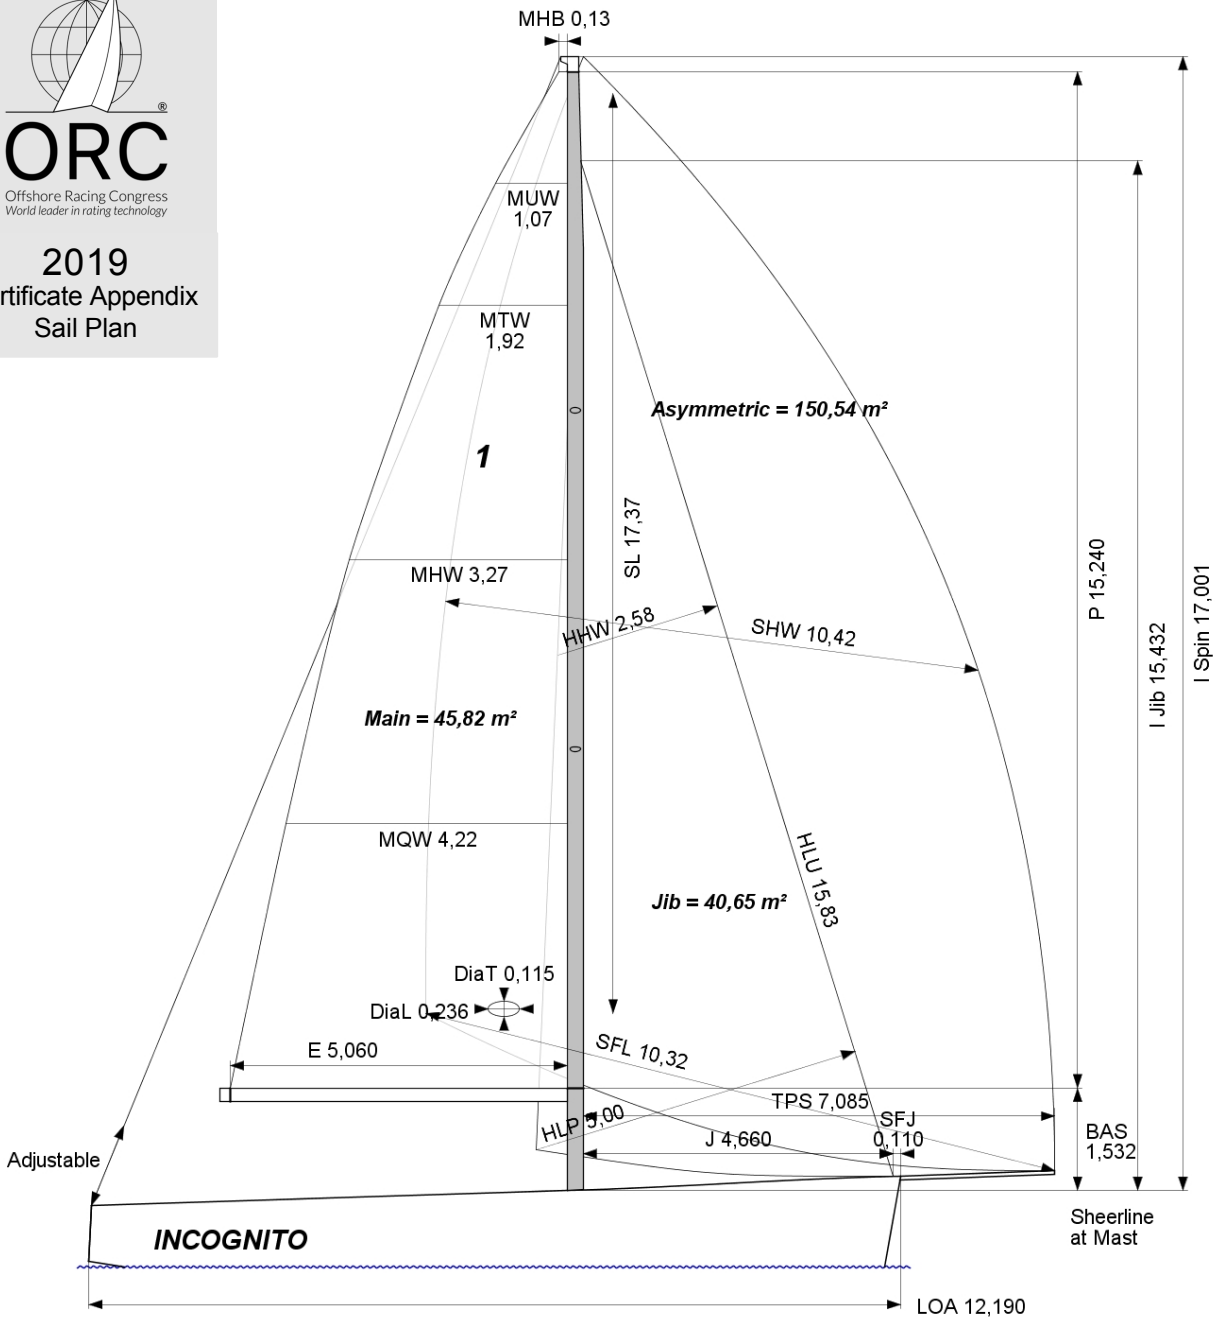 MHB 0,13
®
ORC
Offshore Racing Congress
World leader in rating technology
2019
rtificate Appendix
Sail Plan
MUW
1,07
MTW
1,92
Asymmetric = 150,54 m²
1
SL 17,37
MHW 3,27
HHW 2,58
SHW 10,42
P 15,240
I Jib 15,432
I Spin 17,001
Main = 45,82 m²
MQW 4,22
HLU 15,83
Jib = 40,65 m²
DiaT 0,115
DiaL 0,236
E 5,060
SFL 10,32
TPS 7,085
HLP 5,00
J 4,660
SFJ
0,110
BAS
1,532
Adjustable
Sheerline
at Mast
INCOGNITO
LOA 12,190